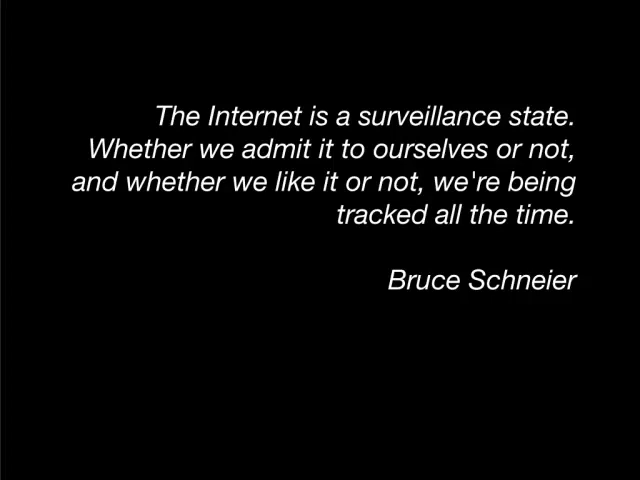 The Internet is a surveillance state.
Whether we admit it to ourselves or not,
and whether we like it or not, we're being
tracked all the time.
Bruce Schneier